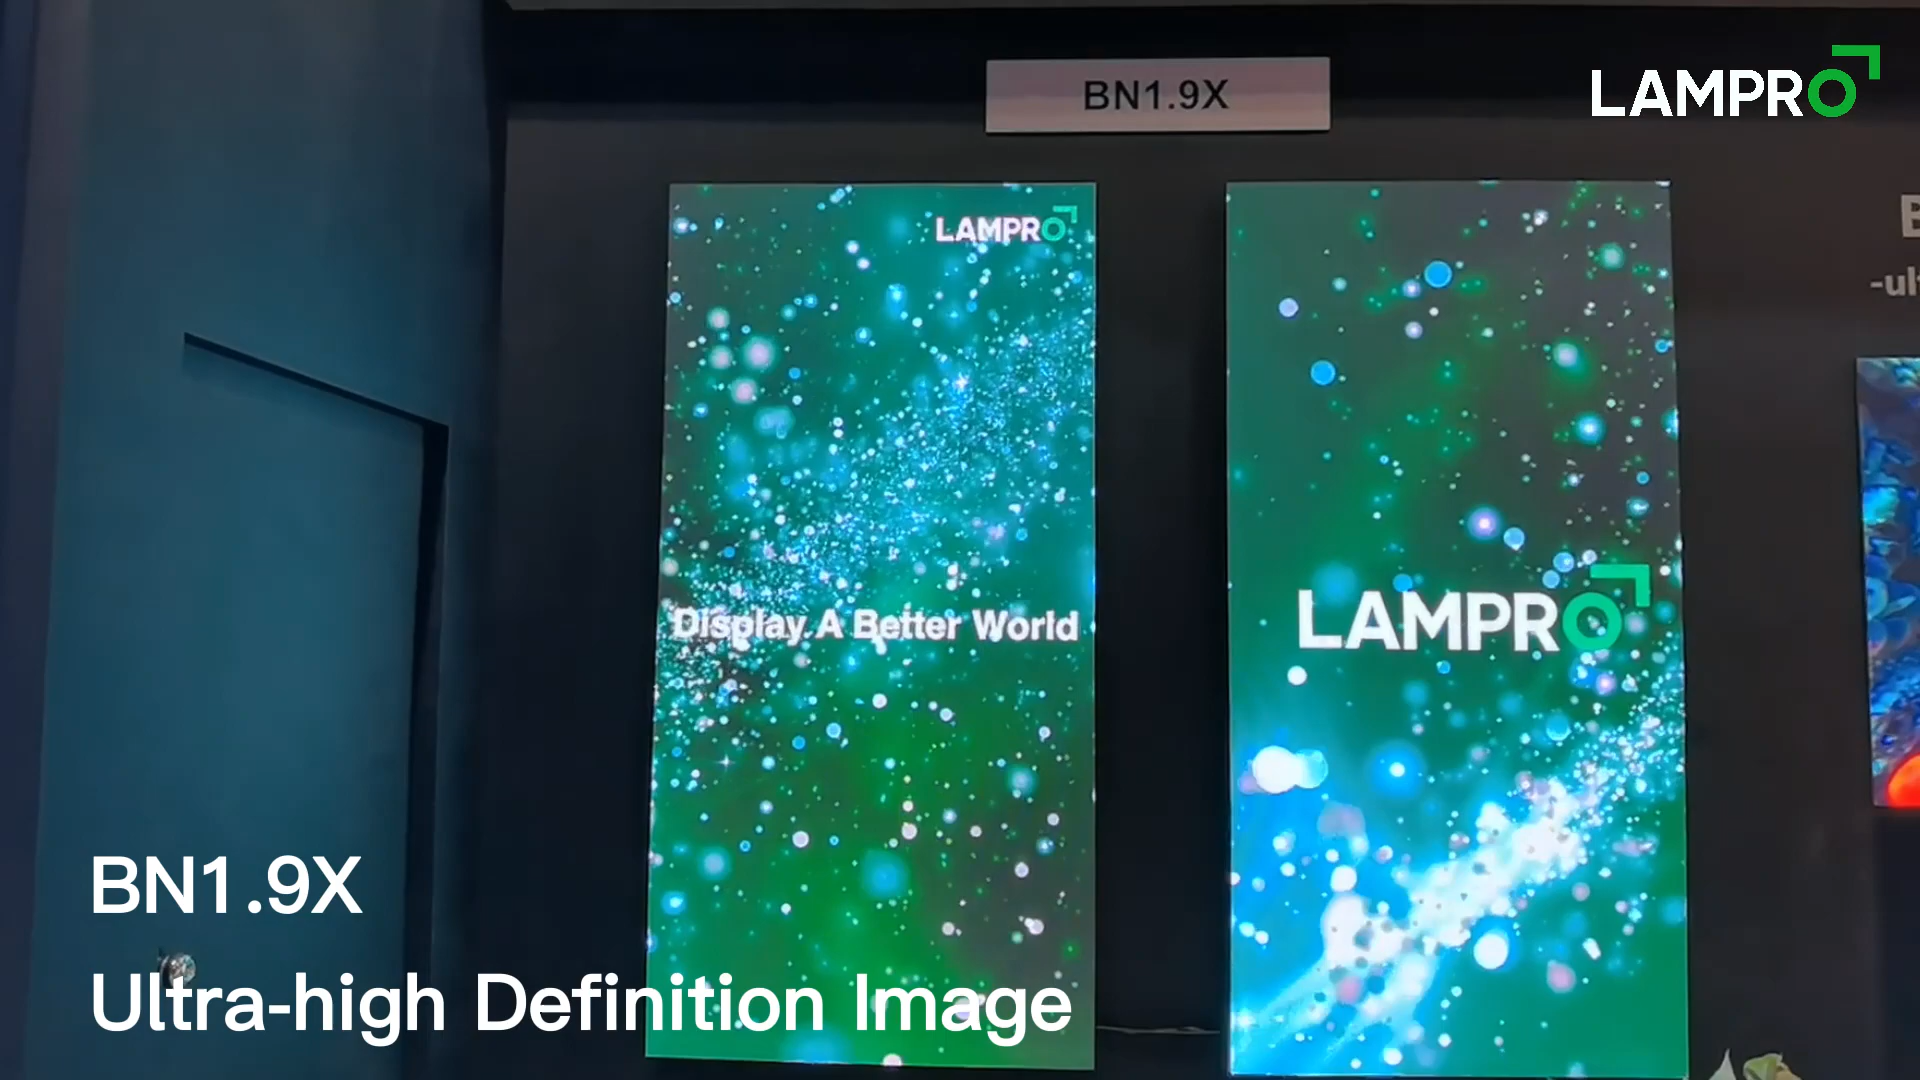 BN1.9X
LAMPRO
LAMPRO
Display A Better World
LAMPRO
BN1.9X
Ultra-high Definition Image